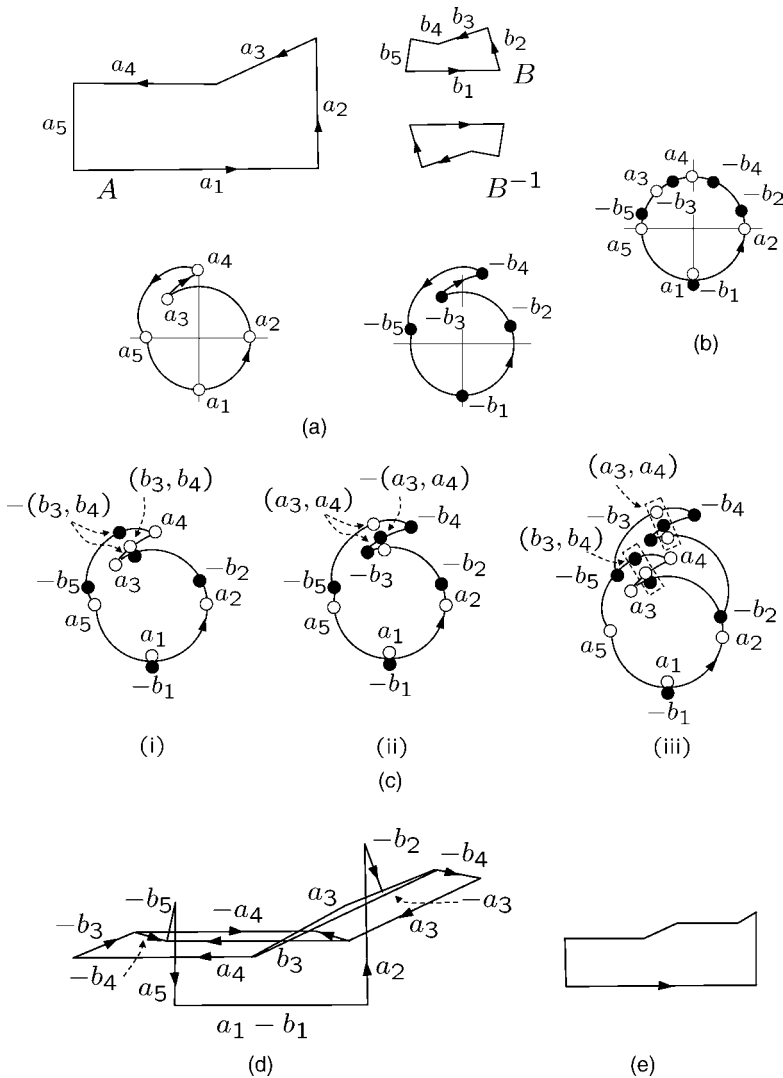 a₃
a₄
a₅
a₂
A
a₁
b₃
b₄
b₅
b₂
b₁
B
B⁻¹
a₄
a₃
a₂
a₅
a₁
−b₄
−b₃
−b₂
−b₅
−b₁
(a)
a₄
−b₄
a₃
−b₃
−b₂
−b₅
a₅
a₂
a₁
−b₁
(b)
(b₃, b₄)
−(b₃, b₄)
a₄
a₃
−b₅
−b₂
a₅
a₂
a₁
−b₁
(i)
−(a₃, a₄)
(a₃, a₄)
−b₄
−b₃
−b₅
−b₂
a₅
a₂
a₁
−b₁
(ii)
(a₃, a₄)
−b₃
−b₄
(b₃, b₄)
a₄
−b₅
a₃
−b₂
a₅
a₂
a₁
−b₁
(iii)
(c)
−b₂
−b₄
−b₅
a₃
−a₃
−b₃
−a₄
a₃
−b₄
a₅
a₄
b₃
a₂
a₁ − b₁
(d)
(e)